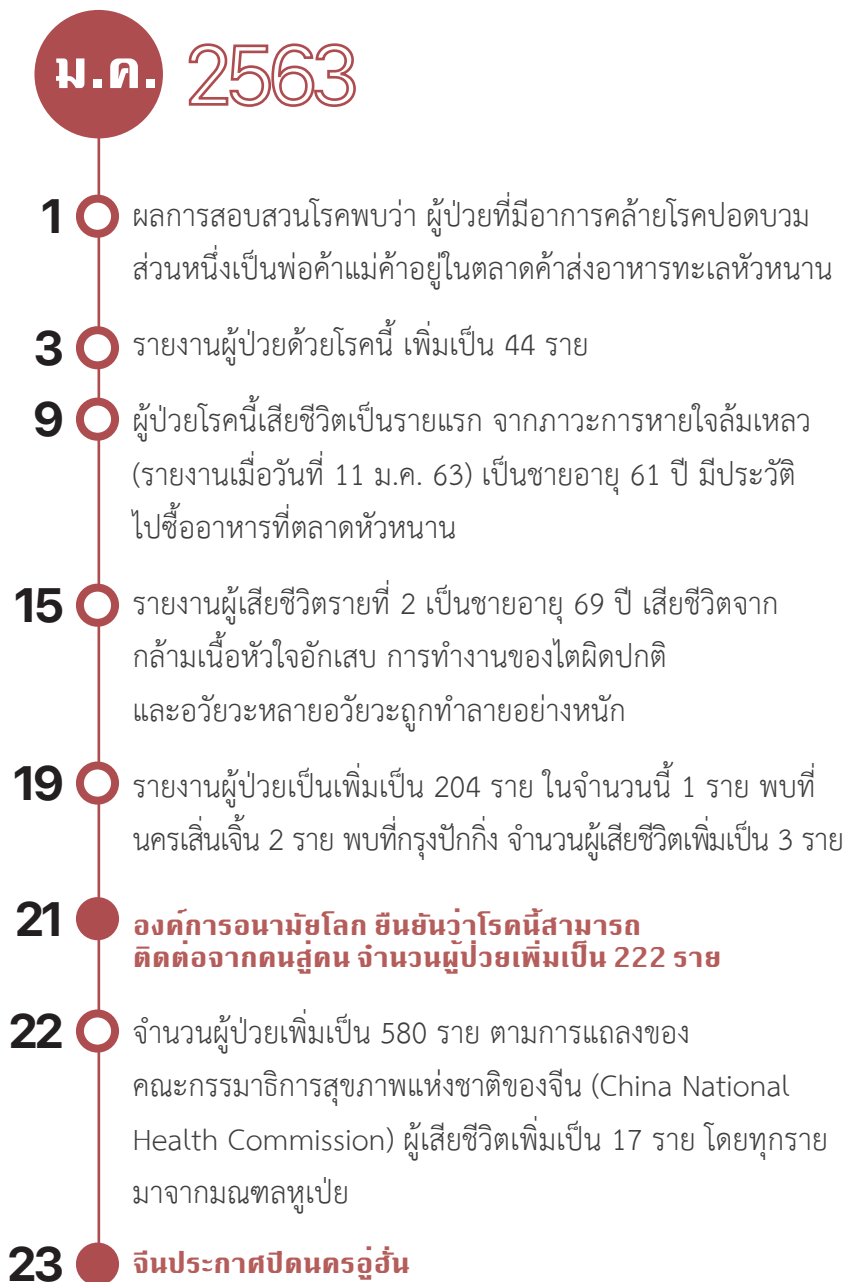 ม.ค. 2563
1 ผลการสอบสวนโรคพบว่า ผู้ป่วยที่มีอาการคล้ายโรคปอดบวม
ส่วนหนึ่งเป็นพ่อค้าแม่ค้าอยู่ในตลาดค้าส่งอาหารทะเลหัวหนาน
3 รายงานผู้ป่วยด้วยโรคนี้ เพิ่มเป็น 44 ราย
9 ผู้ป่วยโรคนี้เสียชีวิตเป็นรายแรก จากภาวะการหายใจล้มเหลว
(รายงานเมื่อวันที่ 11 ม.ค. 63) เป็นชายอายุ 61 ปี มีประวัติ
ไปซื้ออาหารที่ตลาดหัวหนาน
15 รายงานผู้เสียชีวิตรายที่ 2 เป็นชายอายุ 69 ปี เสียชีวิตจาก
กล้ามเนื้อหัวใจอักเสบ การทำงานของไตผิดปกติ
และอวัยวะหลายอวัยวะถูกทำลายอย่างหนัก
19 รายงานผู้ป่วยเป็นเพิ่มเป็น 204 ราย ในจำนวนนี้ 1 ราย พบที่
นครเสิ่นเจิ้น 2 ราย พบที่กรุงปักกิ่ง จำนวนผู้เสียชีวิตเพิ่มเป็น 3 ราย
21 องค์การอนามัยโลก ยืนยันว่าโรคนี้สามารถ
ติดต่อจากคนสู่คน จำนวนผู้ป่วยเพิ่มเป็น 222 ราย
22 จำนวนผู้ป่วยเพิ่มเป็น 580 ราย ตามการแถลงของ
คณะกรรมาธิการสุขภาพแห่งชาติของจีน (China National
Health Commission) ผู้เสียชีวิตเพิ่มเป็น 17 ราย โดยทุกราย
มาจากมณฑลหูเป่ย
23 จีนประกาศปิดนครอู่ฮั่น